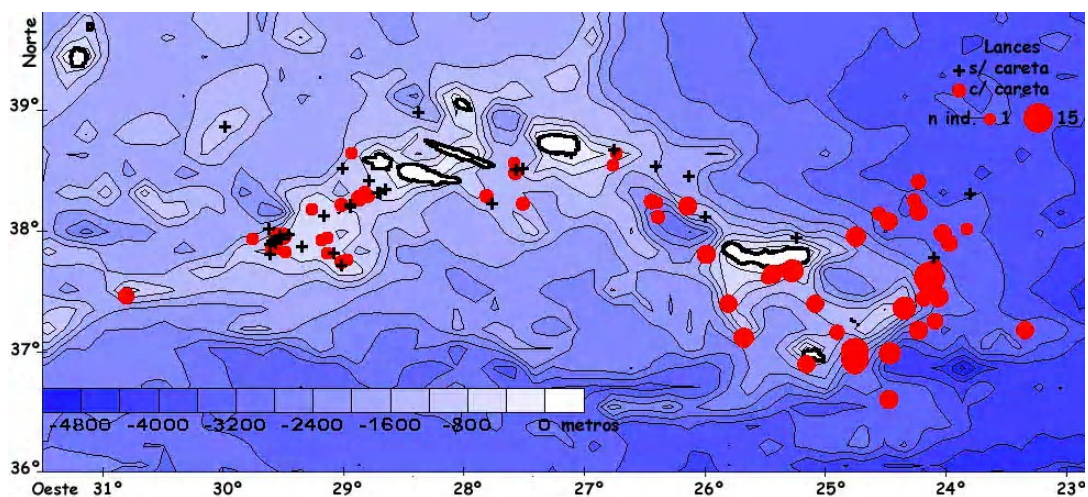 Norte
Lances
s/ careta
39°
c/ careta
n ind. 1 15
38°
37°
-4800 -4000 -3200 -2400 -1600 -800 0 metros
36°
Oeste 31° 30° 29° 28° 27° 26° 25° 24° 23°